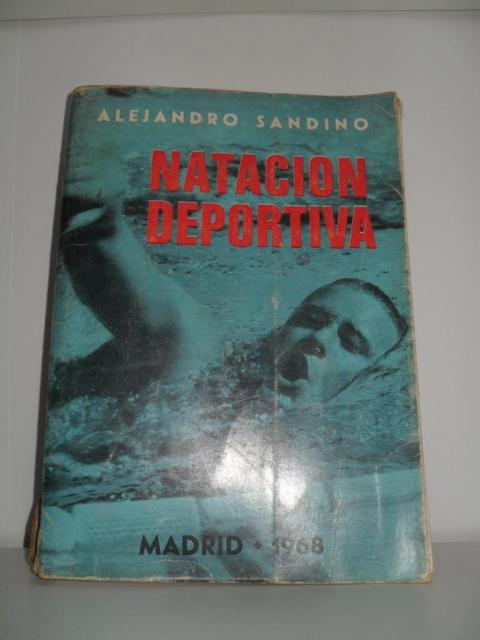 ALEJANDRO SANDINO
NATACION
DEPORTIVA
MADRID • 1968